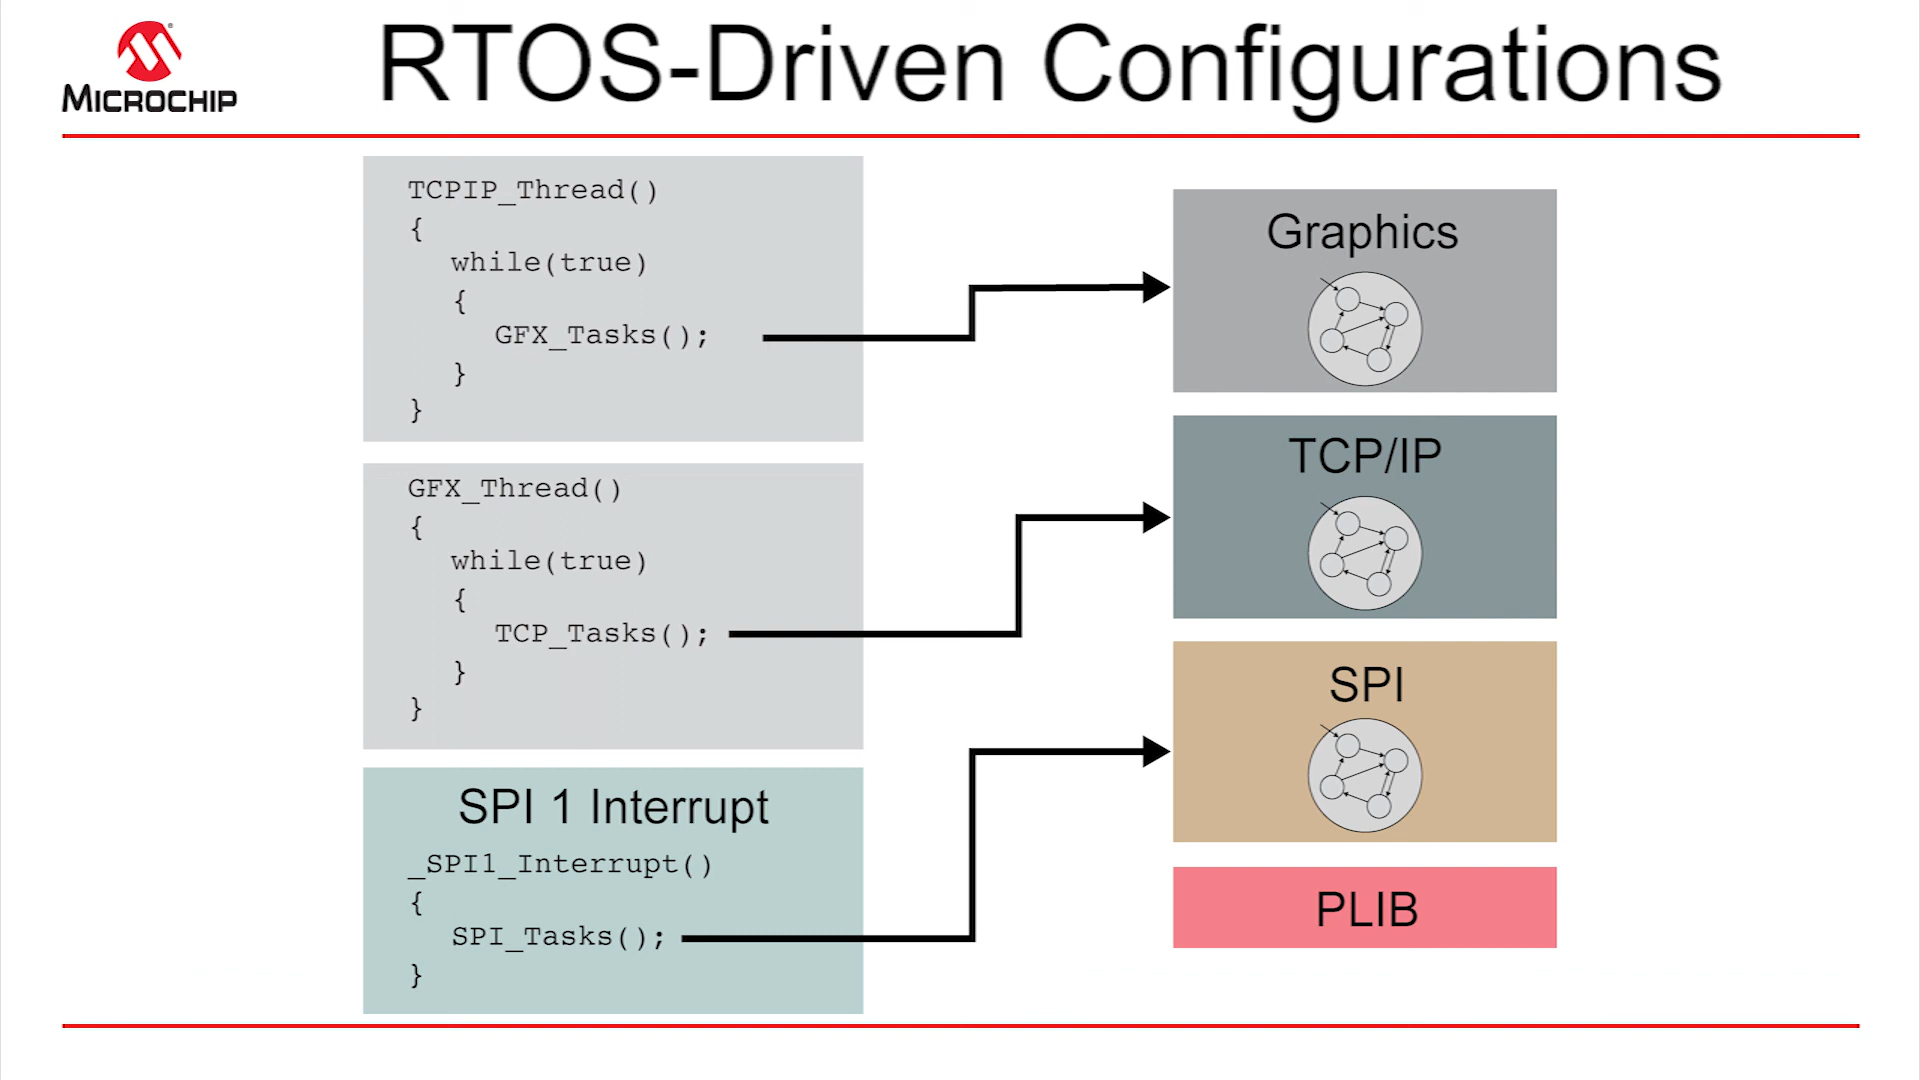 MICROCHIP
RTOS-Driven Configurations
TCPIP_Thread()
{
while(true)
{
GFX_Tasks();
}
}
GFX_Thread()
{
while(true)
{
TCP_Tasks();
}
}
SPI 1 Interrupt
_SPI1_Interrupt()
{
SPI_Tasks();
}
Graphics
TCP/IP
SPI
PLIB